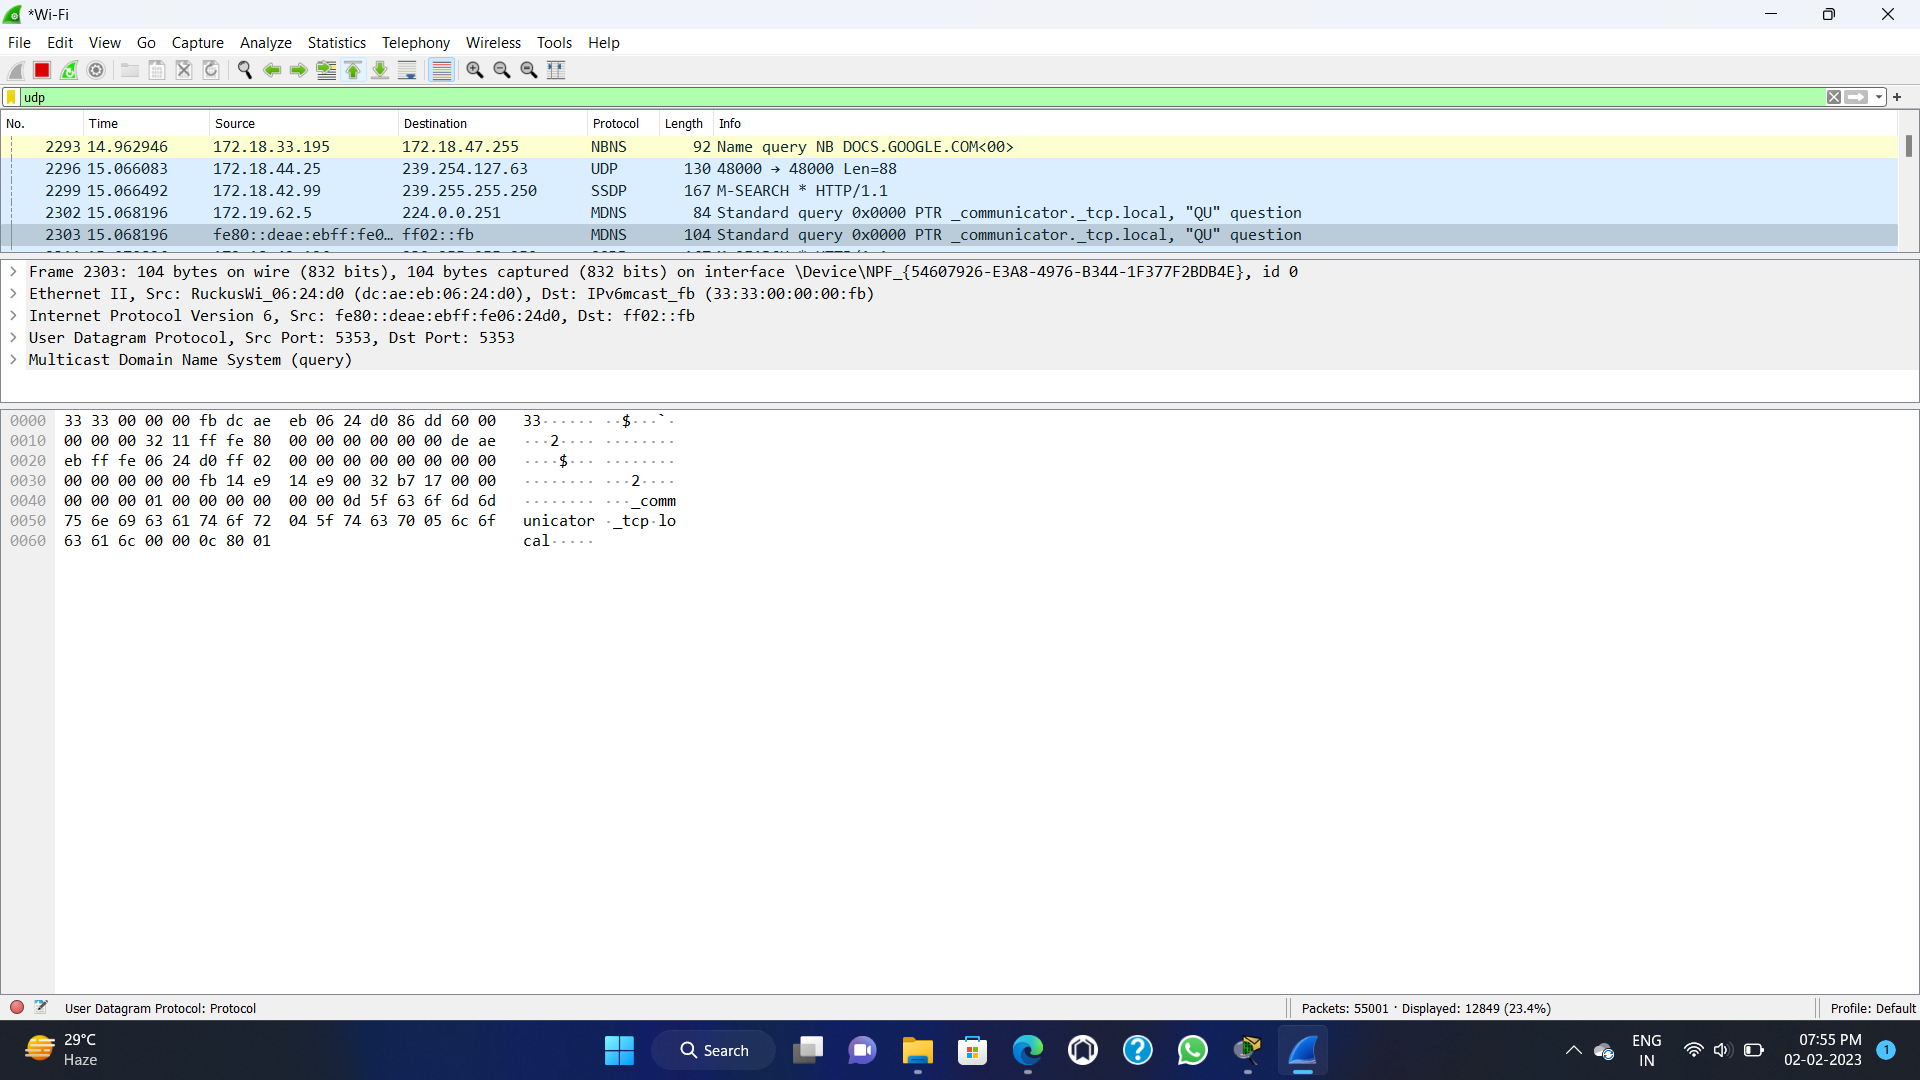 *Wi-Fi
File Edit View Go Capture Analyze Statistics Telephony Wireless Tools Help
udp
No. Time Source Destination Protocol Length Info
2293 14.962946 172.18.33.195 172.18.47.255 NBNS 92 Name query NB DOCS.GOOGLE.COM<00>
2296 15.066083 172.18.44.25 239.254.127.63 UDP 130 48000 → 48000 Len=88
2299 15.066492 172.18.42.99 239.255.255.250 SSDP 167 M-SEARCH * HTTP/1.1
2302 15.068196 172.19.62.5 224.0.0.251 MDNS 84 Standard query 0x0000 PTR _communicator._tcp.local, "QU" question
2303 15.068196 fe80::deae:ebff:fe0… ff02::fb MDNS 104 Standard query 0x0000 PTR _communicator._tcp.local, "QU" question
Frame 2303: 104 bytes on wire (832 bits), 104 bytes captured (832 bits) on interface \Device\NPF_{54607926-E3A8-4976-B344-1F377F2BDB4E}, id 0
Ethernet II, Src: RuckusWi_06:24:d0 (dc:ae:eb:06:24:d0), Dst: IPv6mcast_fb (33:33:00:00:00:fb)
Internet Protocol Version 6, Src: fe80::deae:ebff:fe06:24d0, Dst: ff02::fb
User Datagram Protocol, Src Port: 5353, Dst Port: 5353
Multicast Domain Name System (query)
0000 33 33 00 00 00 fb dc ae eb 06 24 d0 86 dd 60 00 33······ ··$···`·
0010 00 00 00 32 11 ff fe 80 00 00 00 00 00 00 de ae ···2···· ········
0020 eb ff fe 06 24 d0 ff 02 00 00 00 00 00 00 00 00 ····$··· ········
0030 00 00 00 00 00 fb 14 e9 14 e9 00 32 b7 17 00 00 ········ ···2····
0040 00 00 00 01 00 00 00 00 00 00 0d 5f 63 6f 6d 6d ········ ···_comm
0050 75 6e 69 63 61 74 6f 72 04 5f 74 63 70 05 6c 6f unicator ·_tcp·lo
0060 63 61 6c 00 00 0c 80 01 cal·····
User Datagram Protocol: Protocol Packets: 55001 · Displayed: 12849 (23.4%) Profile: Default
29°C
Haze
Search
ENG
IN
07:55 PM
02-02-2023
1